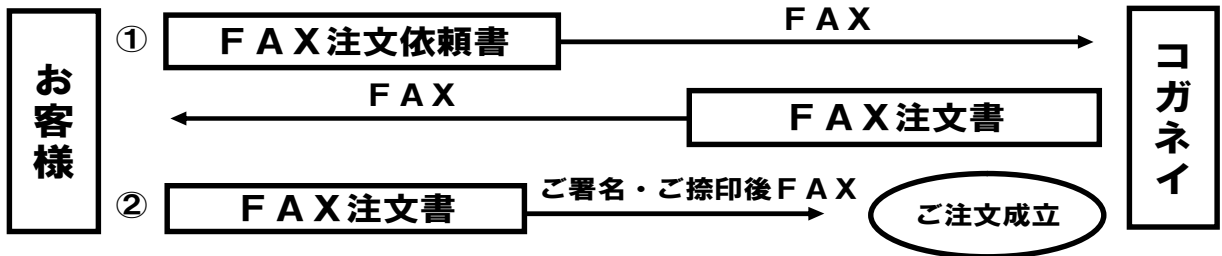 お客様
① ＦＡＸ注文依頼書
ＦＡＸ
コガネイ
ＦＡＸ
ＦＡＸ注文書
② ＦＡＸ注文書
ご署名・ご捺印後ＦＡＸ
ご注文成立